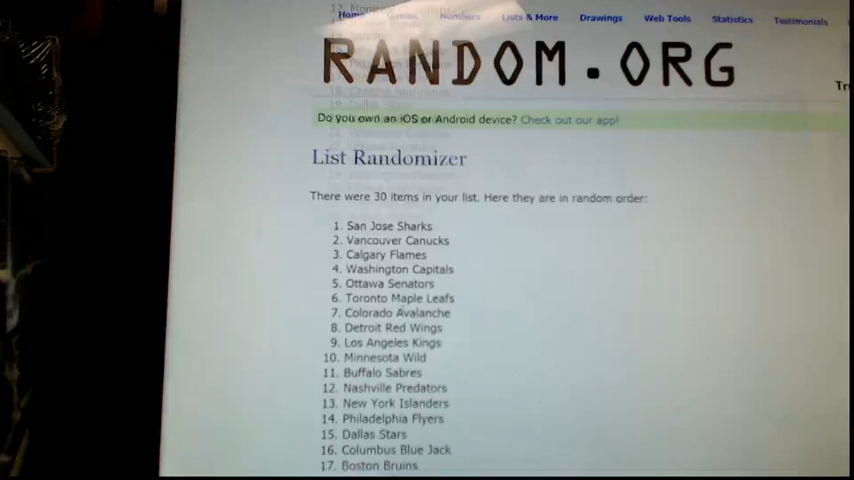 Home Games Numbers Lists & More Drawings Web Tools Statistics Testimonials
RANDOM.ORG
Do you own an iOS or Android device? Check out our app!
List Randomizer
There were 30 items in your list. Here they are in random order:
1. San Jose Sharks
2. Vancouver Canucks
3. Calgary Flames
4. Washington Capitals
5. Ottawa Senators
6. Toronto Maple Leafs
7. Colorado Avalanche
8. Detroit Red Wings
9. Los Angeles Kings
10. Minnesota Wild
11. Buffalo Sabres
12. Nashville Predators
13. New York Islanders
14. Philadelphia Flyers
15. Dallas Stars
16. Columbus Blue Jack
17. Boston Bruins